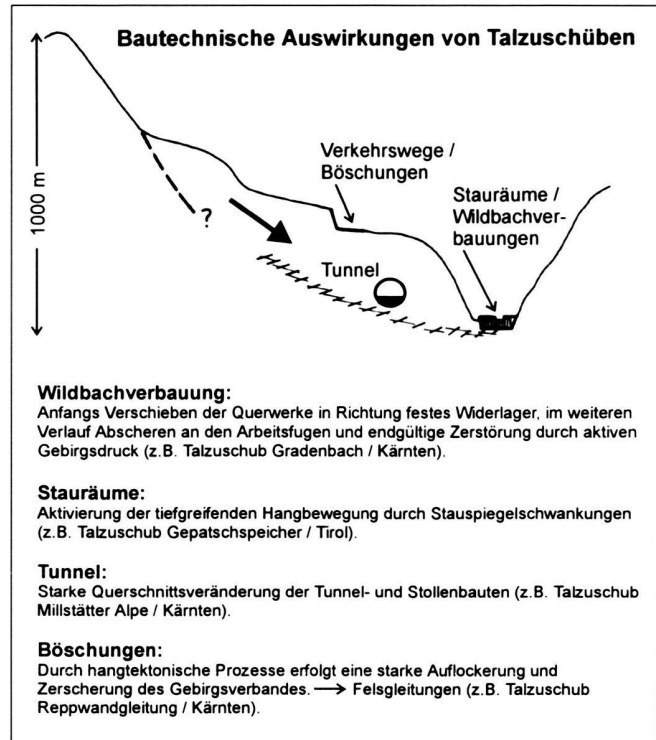 Bautechnische Auswirkungen von Talzuschüben
1000 m
Verkehrswege /
Böschungen
Stauräume /
Wildbachver-
bauungen
?
Tunnel
Wildbachverbauung:
Anfangs Verschieben der Querwerke in Richtung festes Widerlager, im weiteren
Verlauf Abscheren an den Arbeitsfugen und endgültige Zerstörung durch aktiven
Gebirgsdruck (z.B. Talzuschub Gradenbach / Kärnten).
Stauräume:
Aktivierung der tiefgreifenden Hangbewegung durch Stauspiegelschwankungen
(z.B. Talzuschub Gepatschspeicher / Tirol).
Tunnel:
Starke Querschnittsveränderung der Tunnel- und Stollenbauten (z.B. Talzuschub
Millstätter Alpe / Kärnten).
Böschungen:
Durch hangtektonische Prozesse erfolgt eine starke Auflockerung und
Zerscherung des Gebirgsverbandes. → Felsgleitungen (z.B. Talzuschub
Reppwandgleitung / Kärnten).